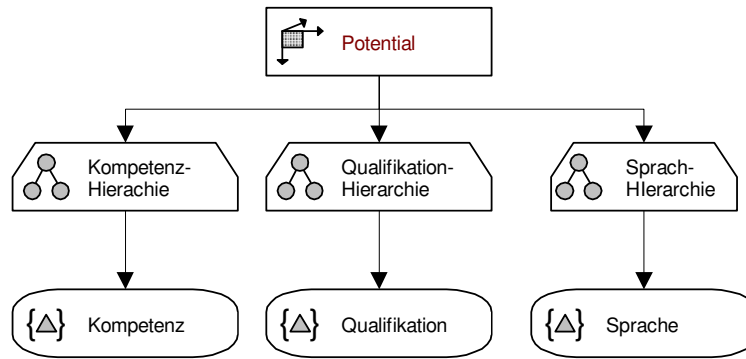 Potential
Kompetenz-
Hierachie
Qualifikation-
Hierarchie
Sprach-
HIerarchie
{} Kompetenz
{} Qualifikation
{} Sprache